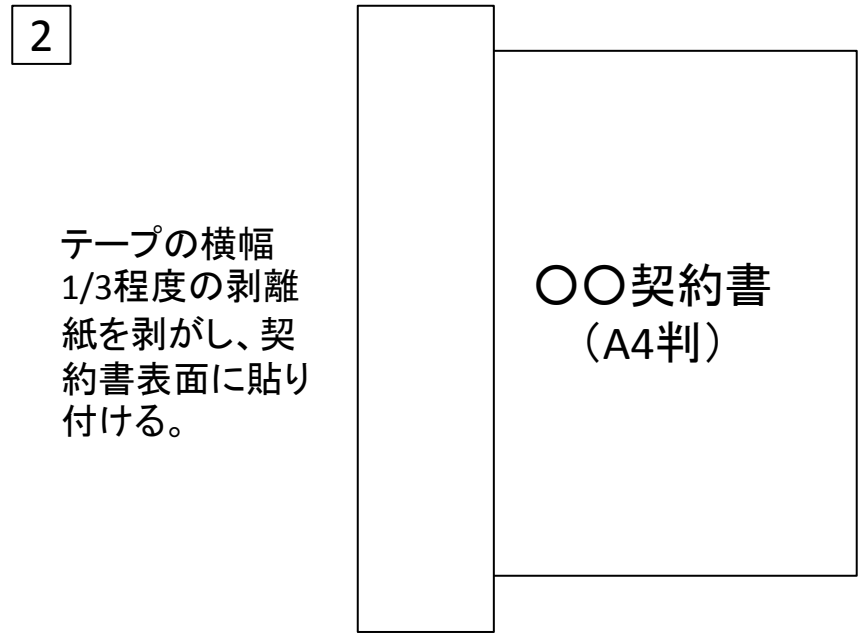 2
テープの横幅
1/3程度の剥離
紙を剥がし、契
約書表面に貼り
付ける。
〇〇契約書
（A4判）